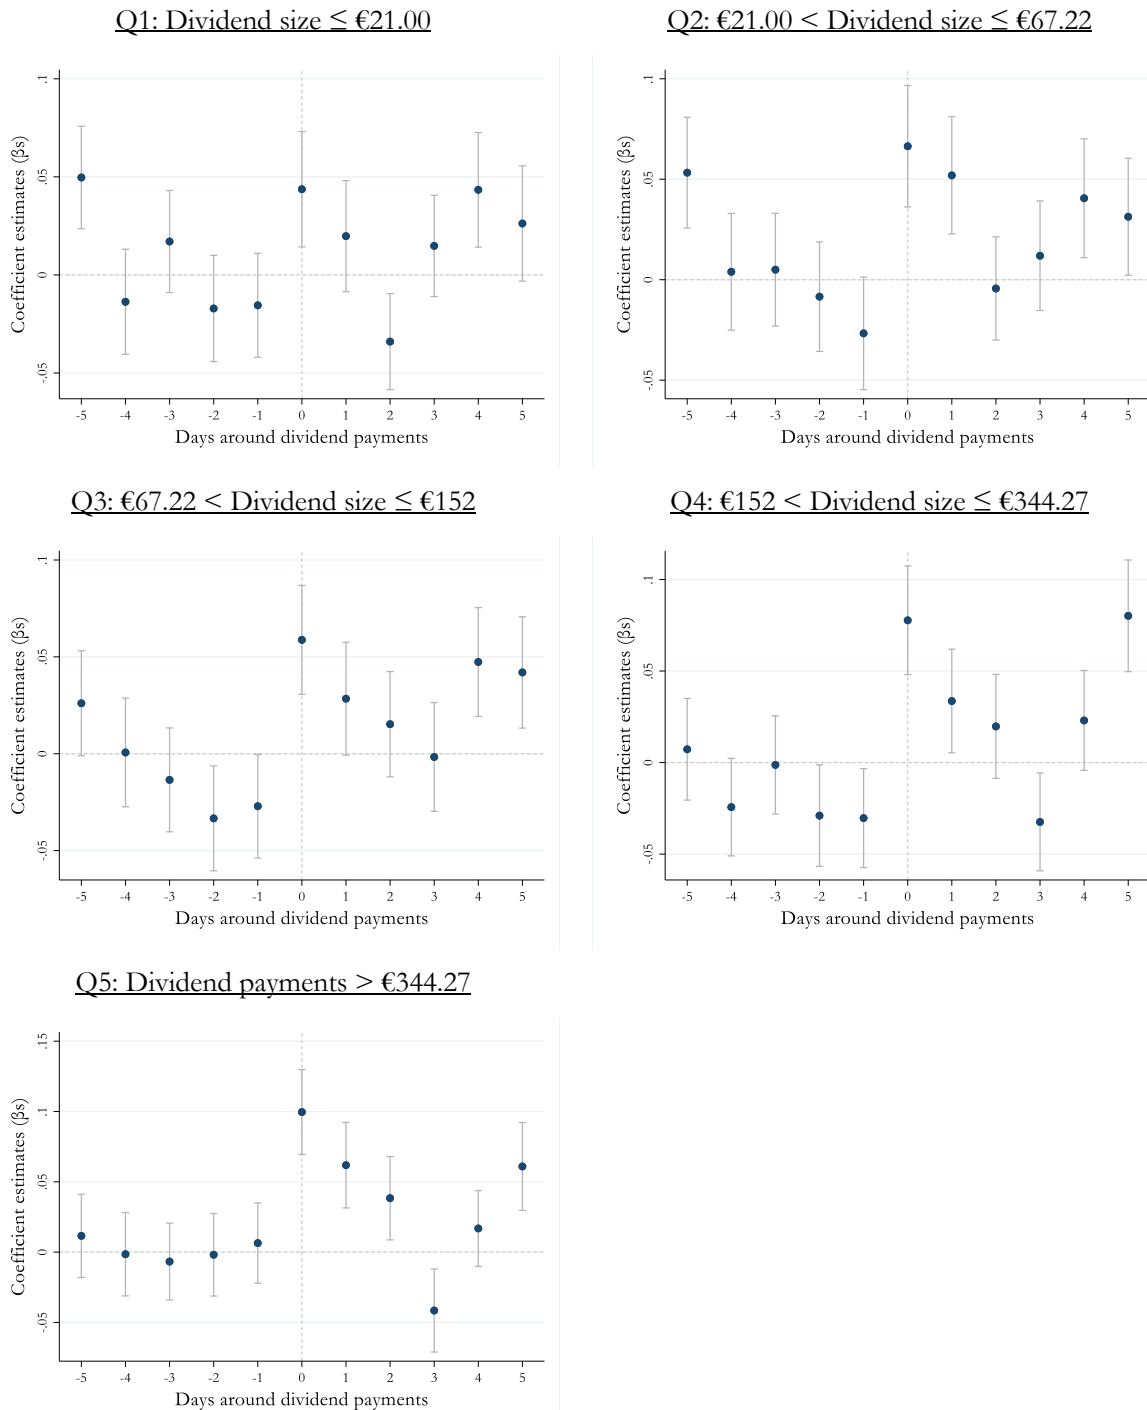 Q1: Dividend size ≤ €21.00
Coefficient estimates (βs)
.1
.05
0
-.05
-5 -4 -3 -2 -1 0 1 2 3 4 5
Days around dividend payments
Q2: €21.00 < Dividend size ≤ €67.22
Coefficient estimates (βs)
.1
.05
0
-.05
-5 -4 -3 -2 -1 0 1 2 3 4 5
Days around dividend payments
Q3: €67.22 < Dividend size ≤ €152
Coefficient estimates (βs)
.1
.05
0
-.05
-5 -4 -3 -2 -1 0 1 2 3 4 5
Days around dividend payments
Q4: €152 < Dividend size ≤ €344.27
Coefficient estimates (βs)
.1
.05
0
-.05
-5 -4 -3 -2 -1 0 1 2 3 4 5
Days around dividend payments
Q5: Dividend payments > €344.27
Coefficient estimates (βs)
.15
.1
.05
0
-.05
-5 -4 -3 -2 -1 0 1 2 3 4 5
Days around dividend payments